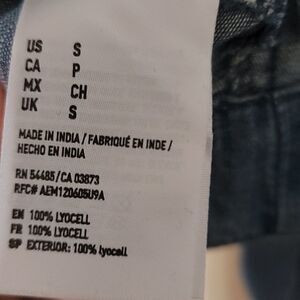 US S
CA P
MX CH
UK S
MADE IN INDIA / FABRIQUÉ EN INDE /
HECHO EN INDIA
RN 54485/CA 03873
RFC# AEM120605U9A
EN 100% LYOCELL
FR 100% LYOCELL
SP EXTERIOR: 100% lyocell